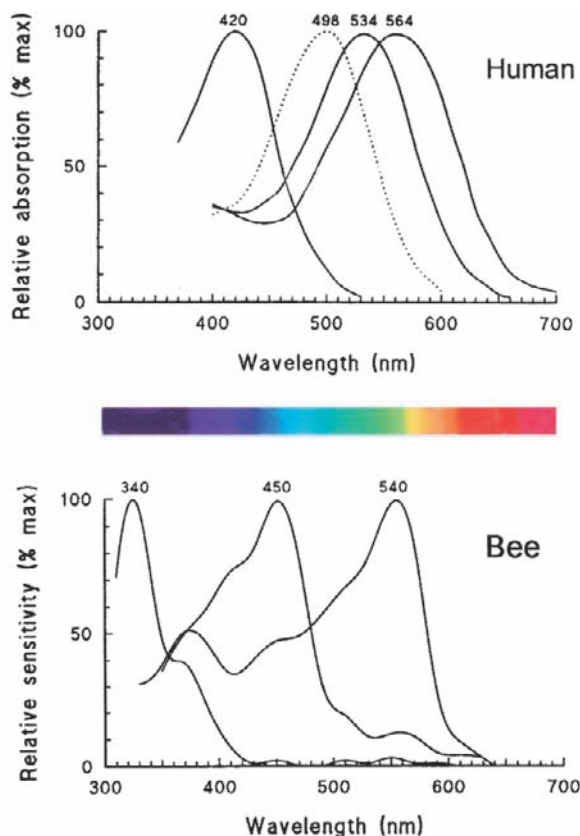 420 498 534 564
Human
Relative absorption (% max)
100
50
0
300 400 500 600 700
Wavelength (nm)
340 450 540
Bee
Relative sensitivity (% max)
100
50
0
300 400 500 600 700
Wavelength (nm)